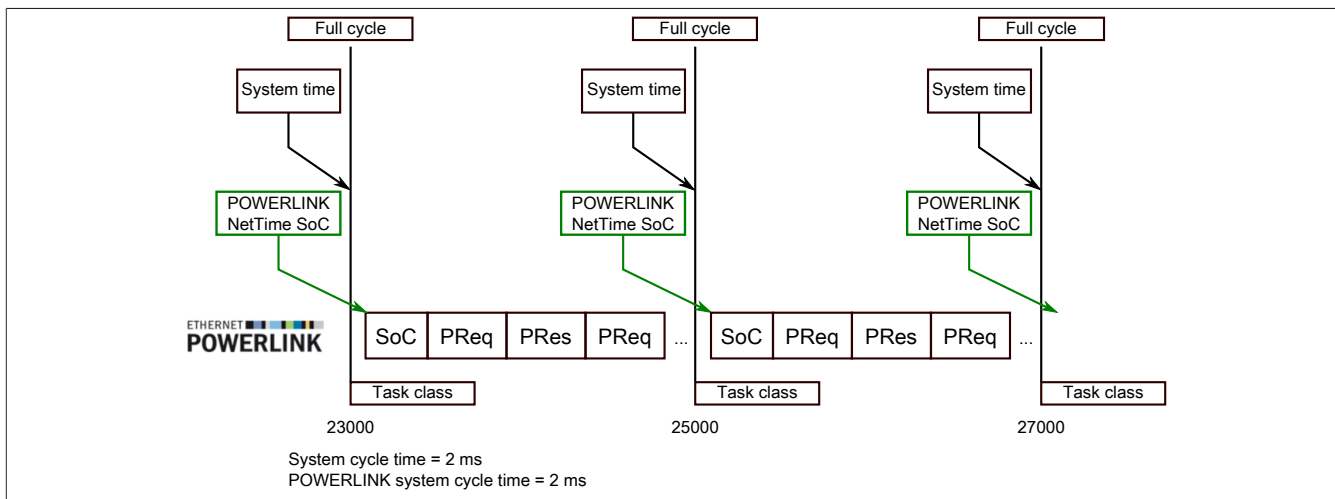 Full cycle Full cycle Full cycle
System time System time System time
POWERLINK POWERLINK POWERLINK
NetTime SoC NetTime SoC NetTime SoC
ETHERNET
POWERLINK
SoC PReq PRes PReq ... SoC PReq PRes PReq ...
Task class Task class Task class
23000 25000 27000
System cycle time = 2 ms
POWERLINK system cycle time = 2 ms